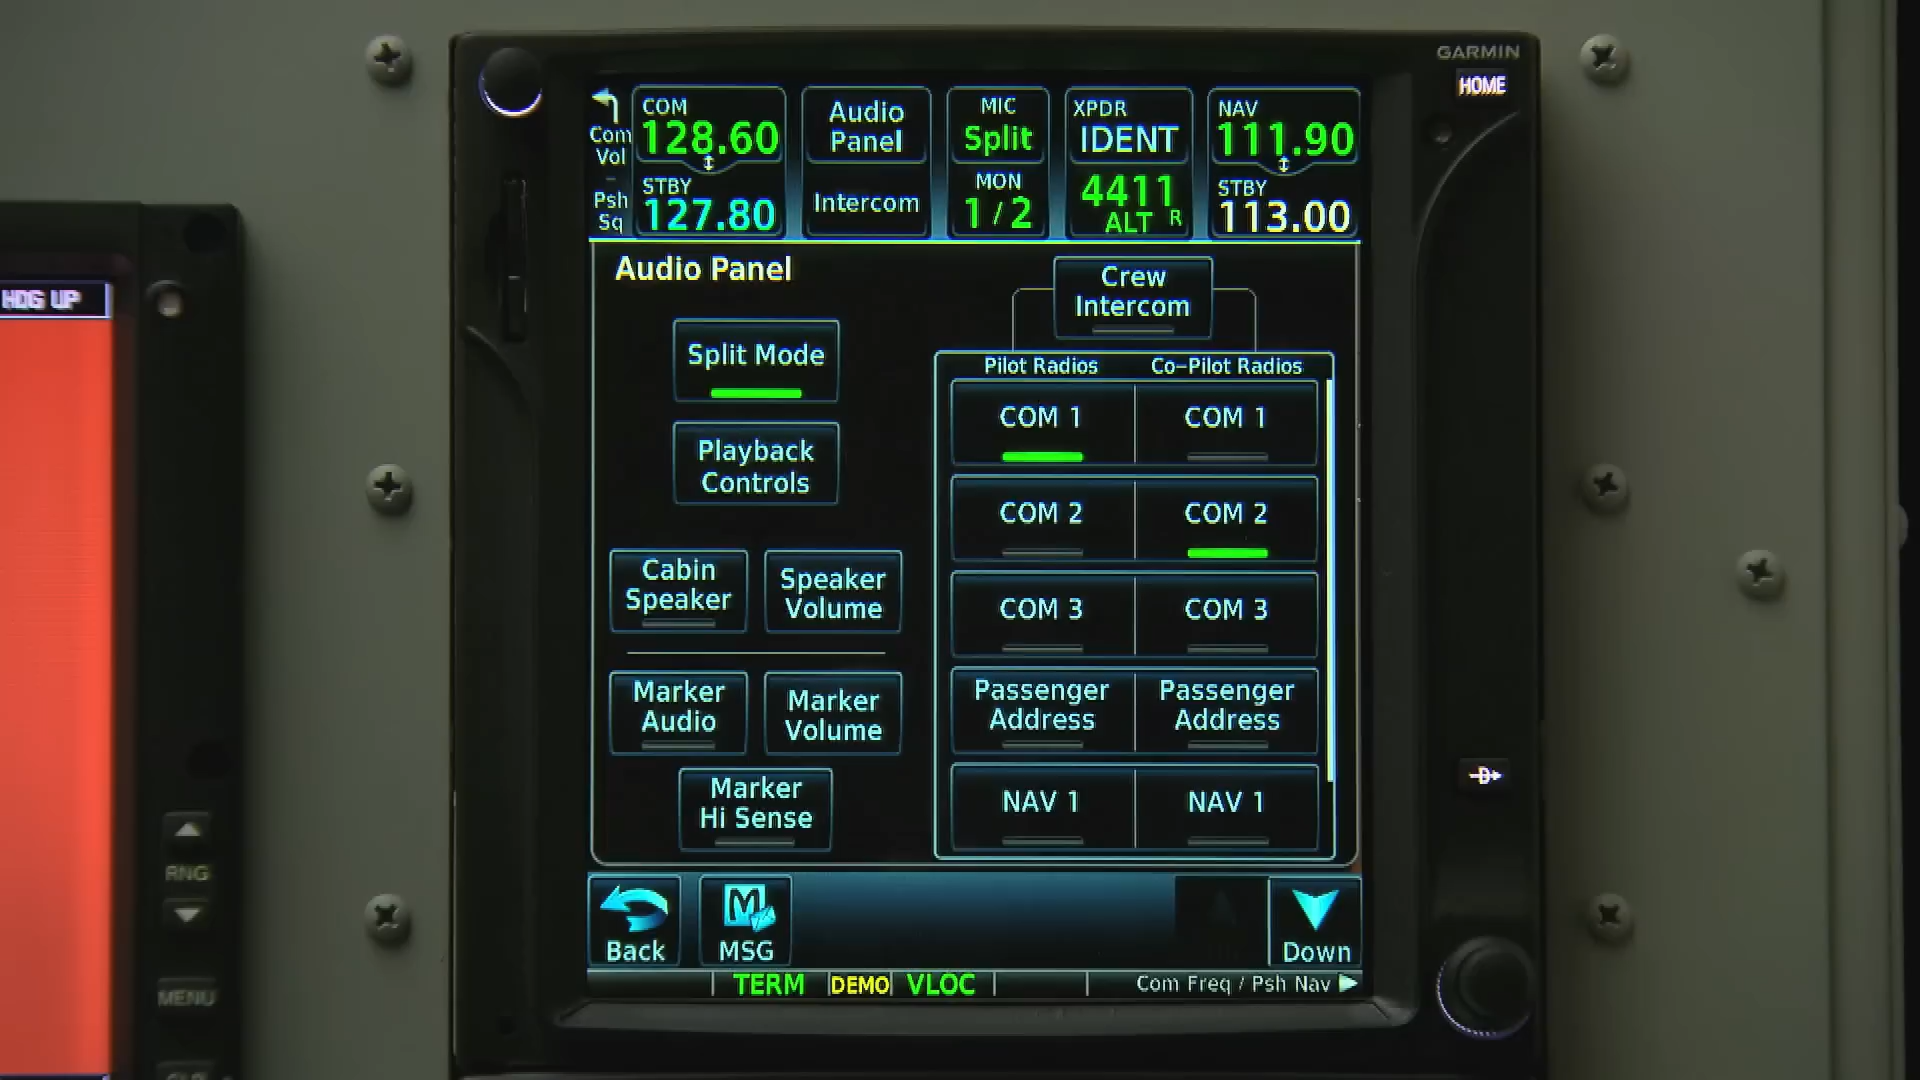 GARMIN
HOME
COM
128.60
Audio
Panel
MIC
Split
XPDR
IDENT
NAV
111.90
Com
Vol
Psh
Sq
STBY
127.80
Intercom
MON
1 / 2
4411
ALT R
STBY
113.00
HDG UP
Audio Panel
Crew
Intercom
Split Mode
Pilot Radios
Co-Pilot Radios
COM 1
COM 1
Playback
Controls
COM 2
COM 2
Cabin
Speaker
Speaker
Volume
COM 3
COM 3
Marker
Audio
Marker
Volume
Passenger
Address
Passenger
Address
Marker
Hi Sense
NAV 1
NAV 1
D
RNG
MENU
Back
MSG
Down
TERM
DEMO
VLOC
Com Freq / Psh Nav